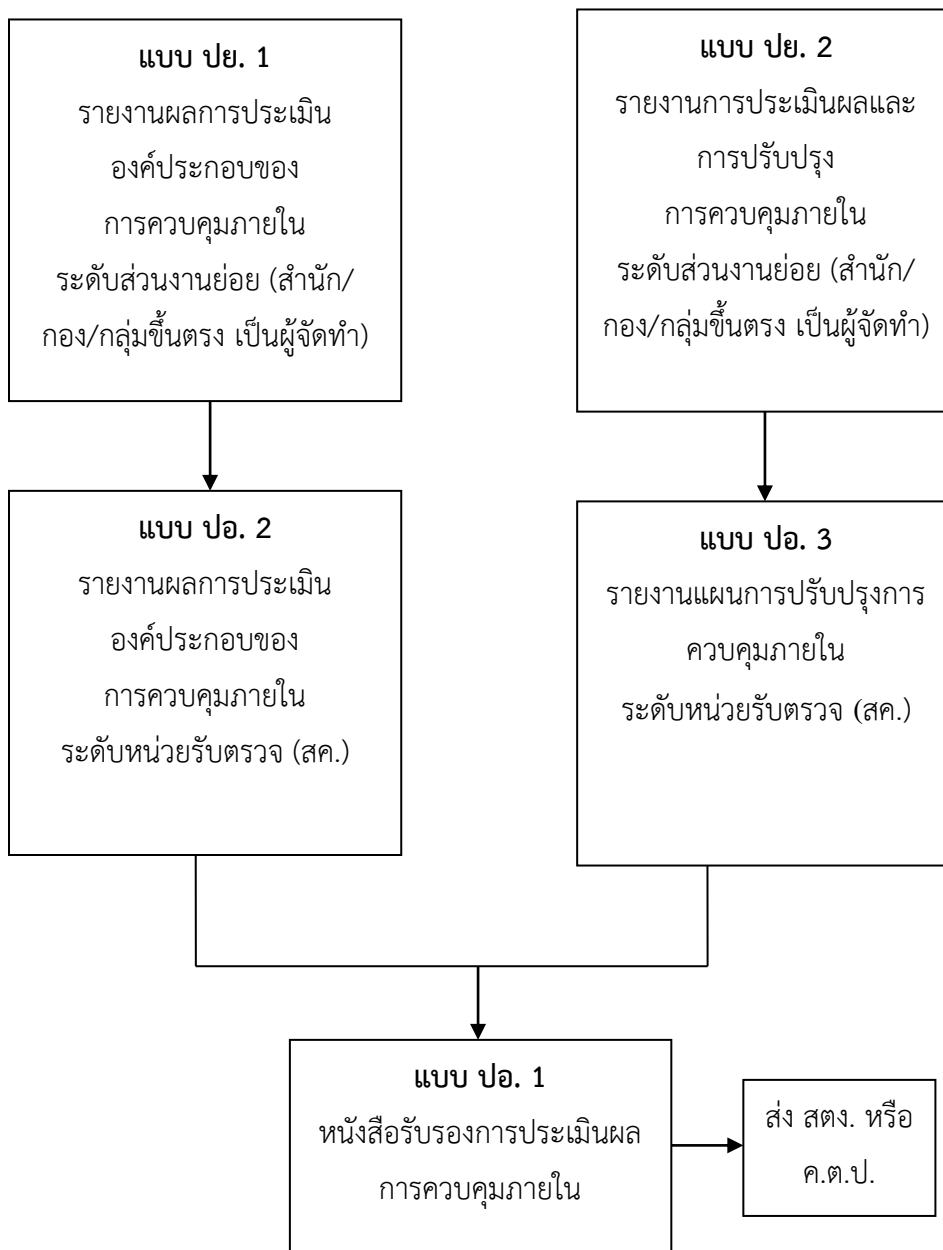 แบบ ปย. 1
รายงานผลการประเมิน
องค์ประกอบของ
การควบคุมภายใน
ระดับส่วนงานย่อย (สำนัก/
กอง/กลุ่มขึ้นตรง เป็นผู้จัดทำ)
แบบ ปย. 2
รายงานการประเมินผลและ
การปรับปรุง
การควบคุมภายใน
ระดับส่วนงานย่อย (สำนัก/
กอง/กลุ่มขึ้นตรง เป็นผู้จัดทำ)
แบบ ปอ. 2
รายงานผลการประเมิน
องค์ประกอบของ
การควบคุมภายใน
ระดับหน่วยรับตรวจ (สค.)
แบบ ปอ. 3
รายงานแผนการปรับปรุงการ
ควบคุมภายใน
ระดับหน่วยรับตรวจ (สค.)
แบบ ปอ. 1
หนังสือรับรองการประเมินผล
การควบคุมภายใน
ส่ง สตง. หรือ
ค.ต.ป.